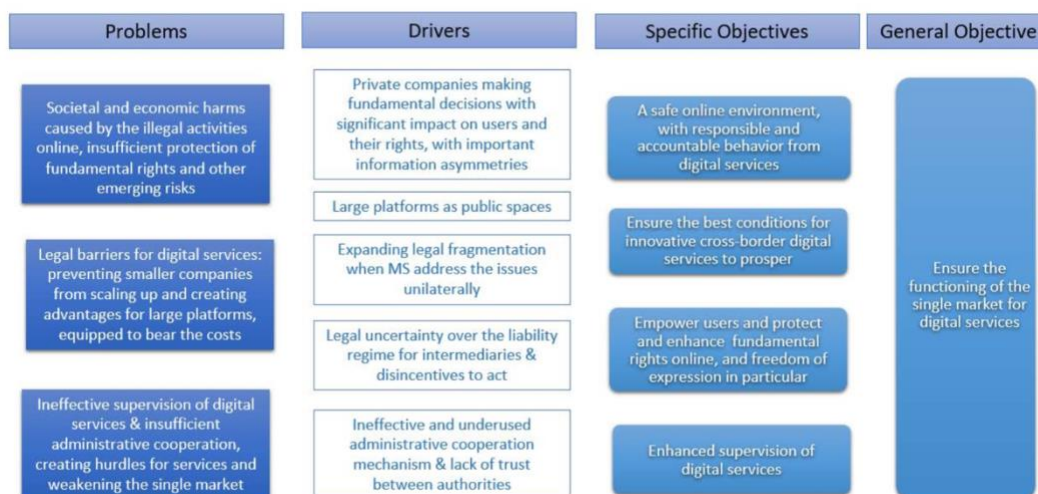 Problems
Societal and economic harms
caused by the illegal activities
online, insufficient protection of
fundamental rights and other
emerging risks
Legal barriers for digital services:
preventing smaller companies
from scaling up and creating
advantages for large platforms,
equipped to bear the costs
Ineffective supervision of digital
services & insufficient
administrative cooperation,
creating hurdles for services and
weakening the single market
Drivers
Private companies making
fundamental decisions with
significant impact on users and
their rights, with important
information asymmetries
Large platforms as public spaces
Expanding legal fragmentation
when MS address the issues
unilaterally
Legal uncertainty over the liability
regime for intermediaries &
disincentives to act
Ineffective and underused
administrative cooperation
mechanism & lack of trust
between authorities
Specific Objectives
A safe online environment,
with responsible and
accountable behavior from
digital services
Ensure the best conditions for
innovative cross-border digital
services to prosper
Empower users and protect
and enhance fundamental
rights online, and freedom of
expression in particular
Enhanced supervision of
digital services
General Objective
Ensure the
functioning of the
single market for
digital services